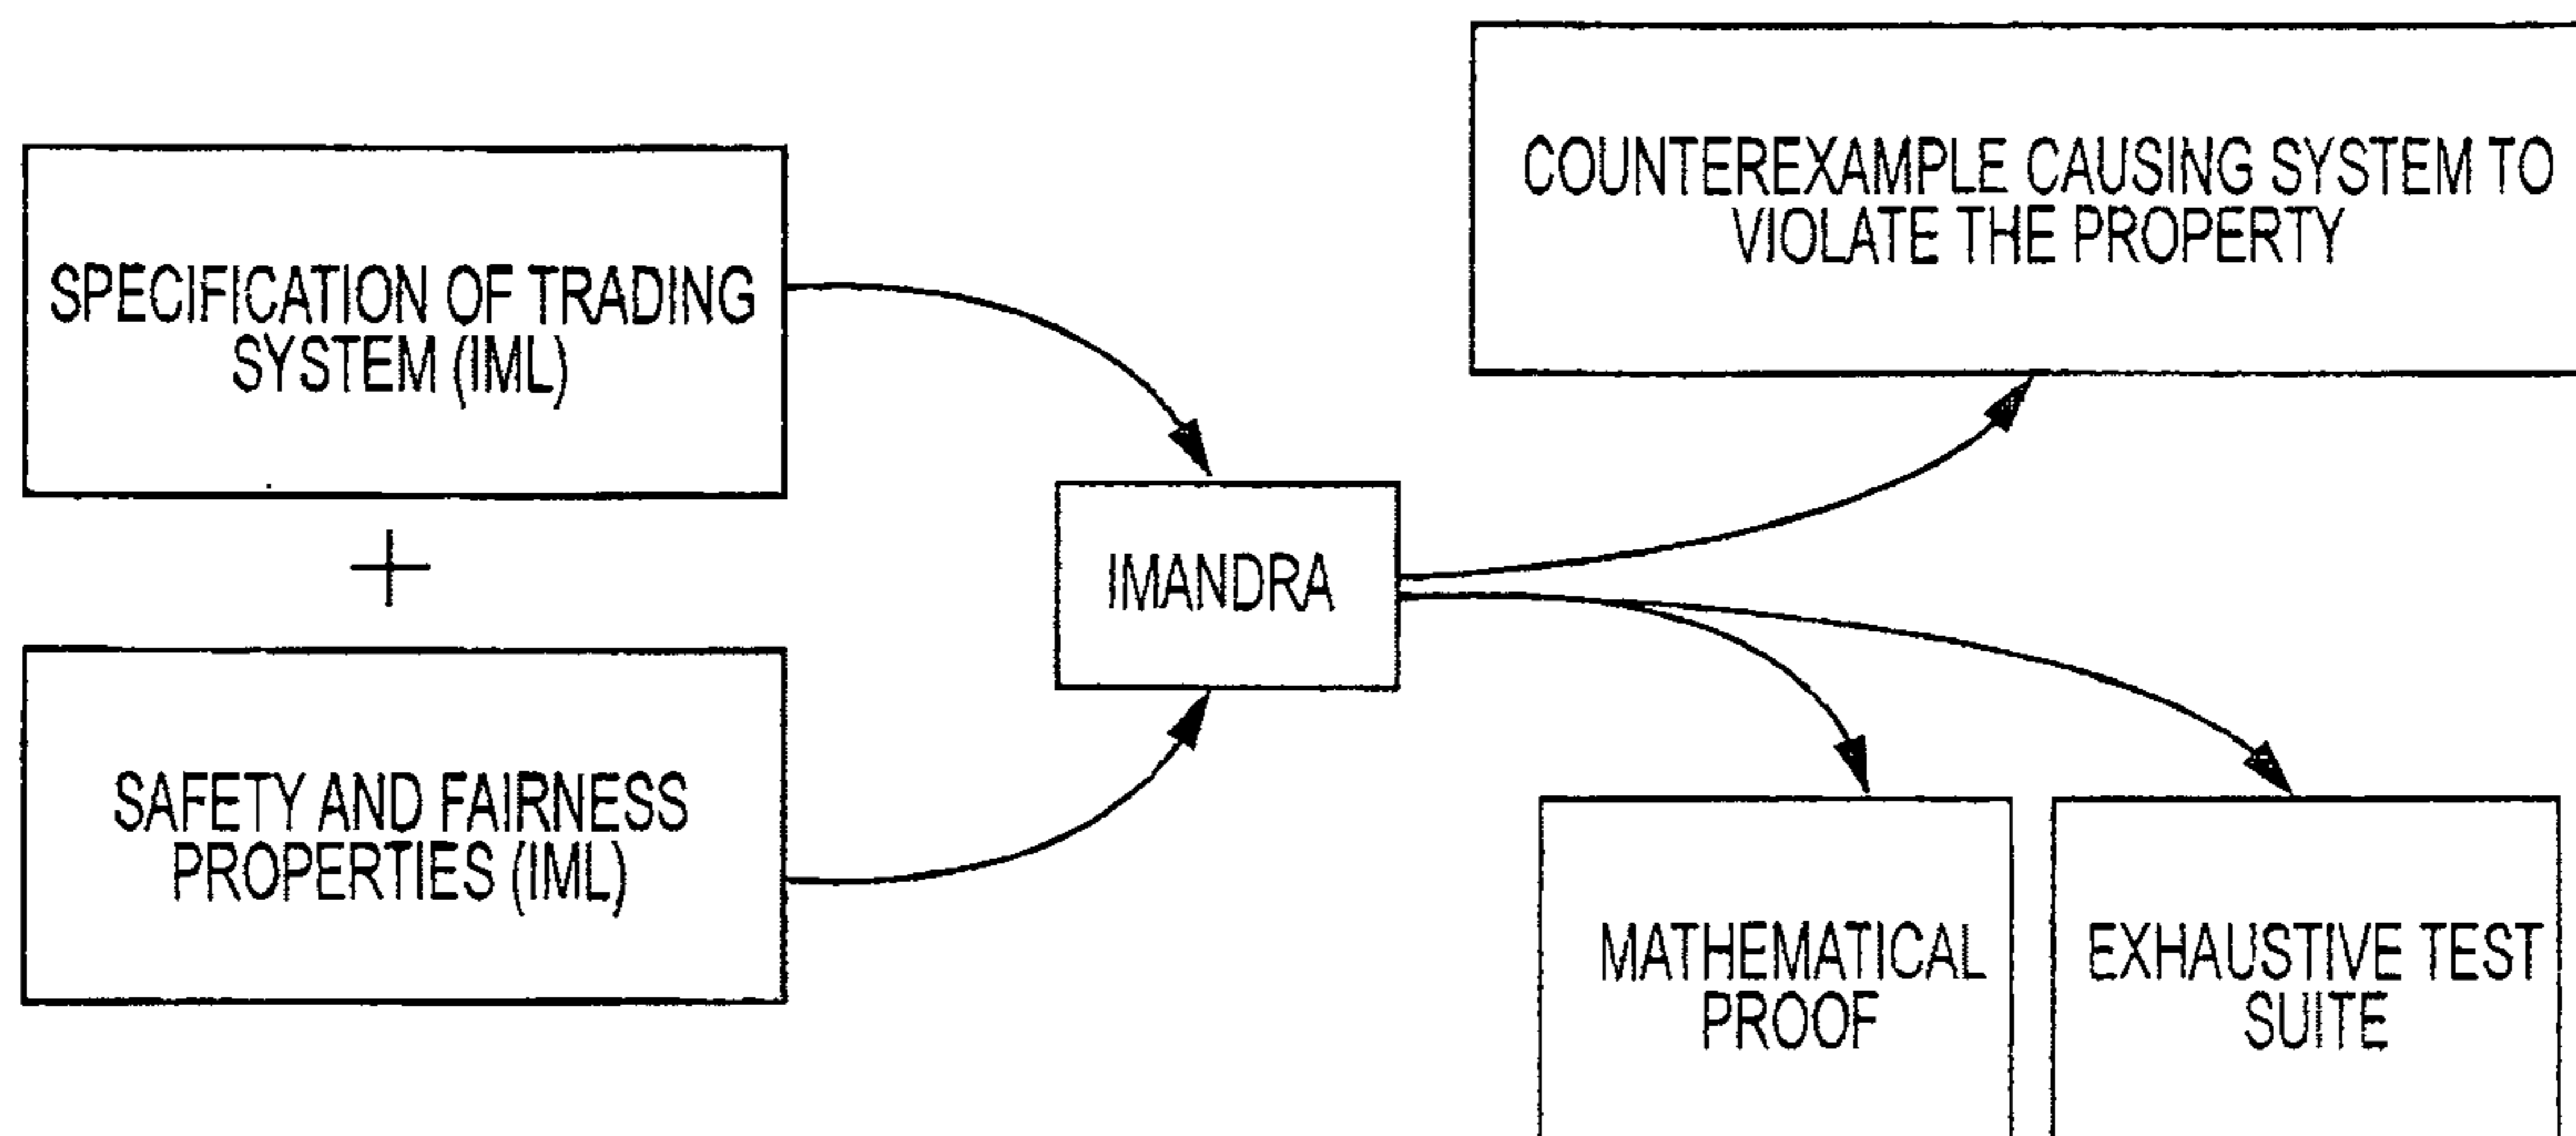 SPECIFICATION OF TRADING
SYSTEM (IML)
+
SAFETY AND FAIRNESS
PROPERTIES (IML)
IMANDRA
COUNTEREXAMPLE CAUSING SYSTEM TO
VIOLATE THE PROPERTY
MATHEMATICAL
PROOF
EXHAUSTIVE TEST
SUITE